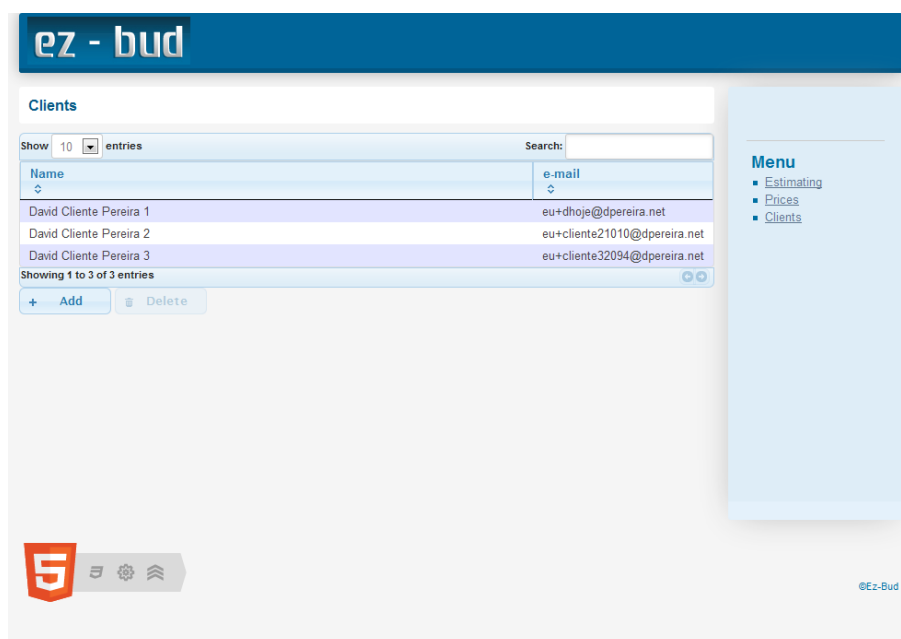 ez - bud
Clients
Show 10 entries Search:
Name e-mail
David Cliente Pereira 1 eu+dhoje@dpereira.net
David Cliente Pereira 2 eu+cliente21010@dpereira.net
David Cliente Pereira 3 eu+cliente32094@dpereira.net
Showing 1 to 3 of 3 entries
+ Add Delete
Menu
Estimating
Prices
Clients
5
©Ez-Bud